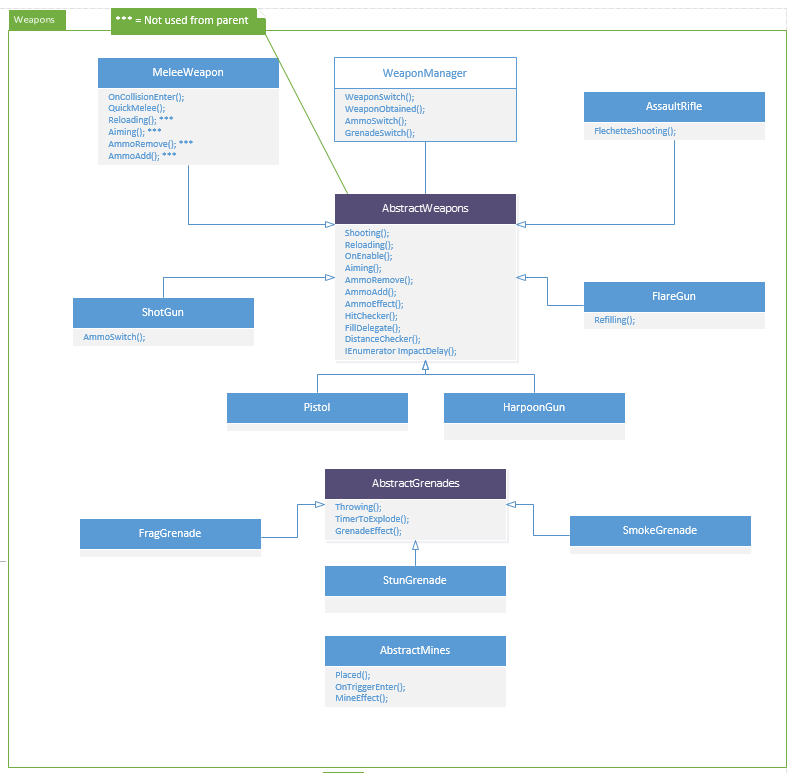 Weapons
*** = Not used from parent
MeleeWeapon
OnCollisionEnter();
QuickMelee();
Reloading(); ***
Aiming(); ***
AmmoRemove(); ***
AmmoAdd(); ***
WeaponManager
WeaponSwitch();
WeaponObtained();
AmmoSwitch();
GrenadeSwitch();
AssaultRifle
FlechetteShooting();
AbstractWeapons
Shooting();
Reloading();
OnEnable();
Aiming();
AmmoRemove();
AmmoAdd();
AmmoEffect();
HitChecker();
FillDelegate();
DistanceChecker();
IEnumerator ImpactDelay();
ShotGun
AmmoSwitch();
FlareGun
Refilling();
Pistol
HarpoonGun
AbstractGrenades
Throwing();
TimerToExplode();
GrenadeEffect();
FragGrenade
SmokeGrenade
StunGrenade
AbstractMines
Placed();
OnTriggerEnter();
MineEffect();